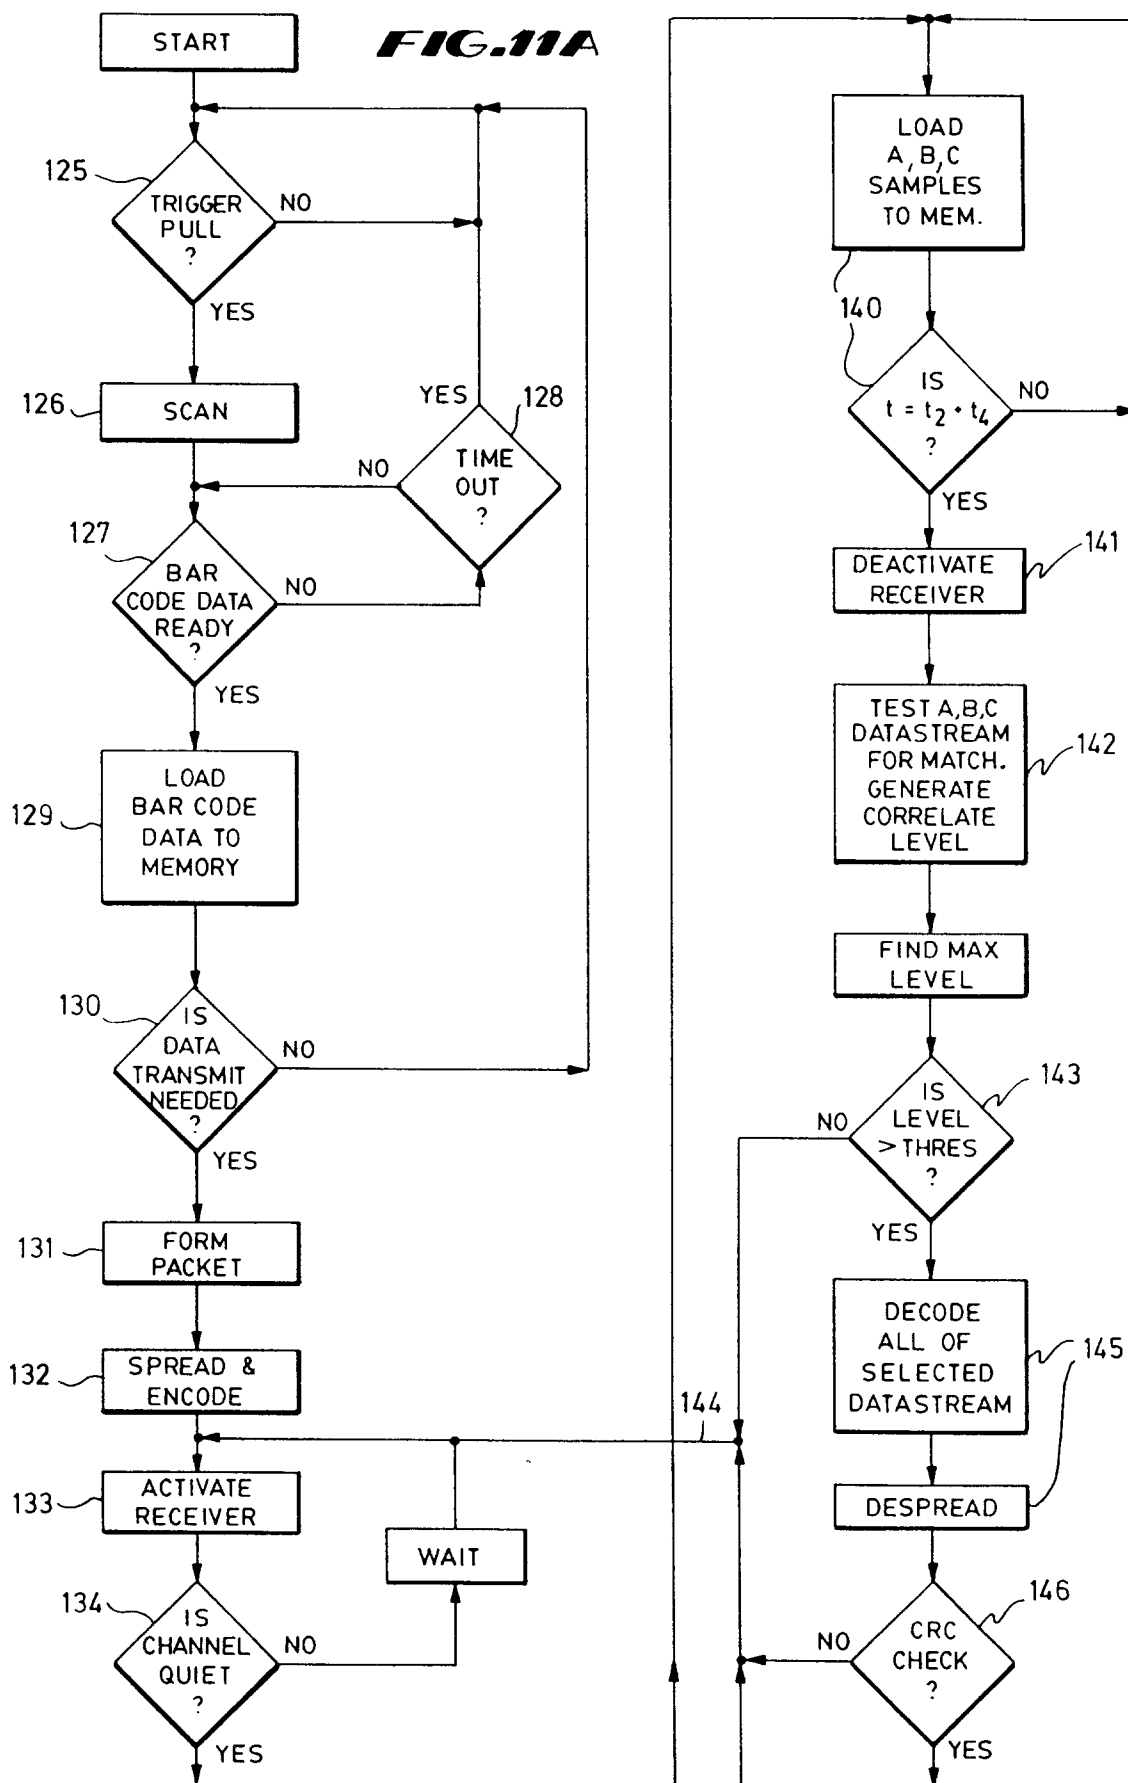 FIG.11A
START
125
TRIGGER
PULL
?
NO
YES
126
SCAN
YES
128
TIME
OUT
?
NO
127
BAR
CODE DATA
READY
?
NO
YES
129
LOAD
BAR CODE
DATA TO
MEMORY
130
IS
DATA
TRANSMIT
NEEDED
?
NO
YES
131
FORM
PACKET
132
SPREAD &
ENCODE
144
133
ACTIVATE
RECEIVER
WAIT
134
IS
CHANNEL
QUIET
?
NO
YES
LOAD
A, B, C
SAMPLES
TO MEM.
140
IS
t = t2 + t4
?
NO
YES
141
DEACTIVATE
RECEIVER
TEST A,B,C
DATASTREAM
FOR MATCH.
GENERATE
CORRELATE
LEVEL
142
FIND MAX
LEVEL
143
IS
LEVEL
> THRES
?
NO
YES
DECODE
ALL OF
SELECTED
DATASTREAM
145
DESPREAD
146
CRC
CHECK
?
NO
YES